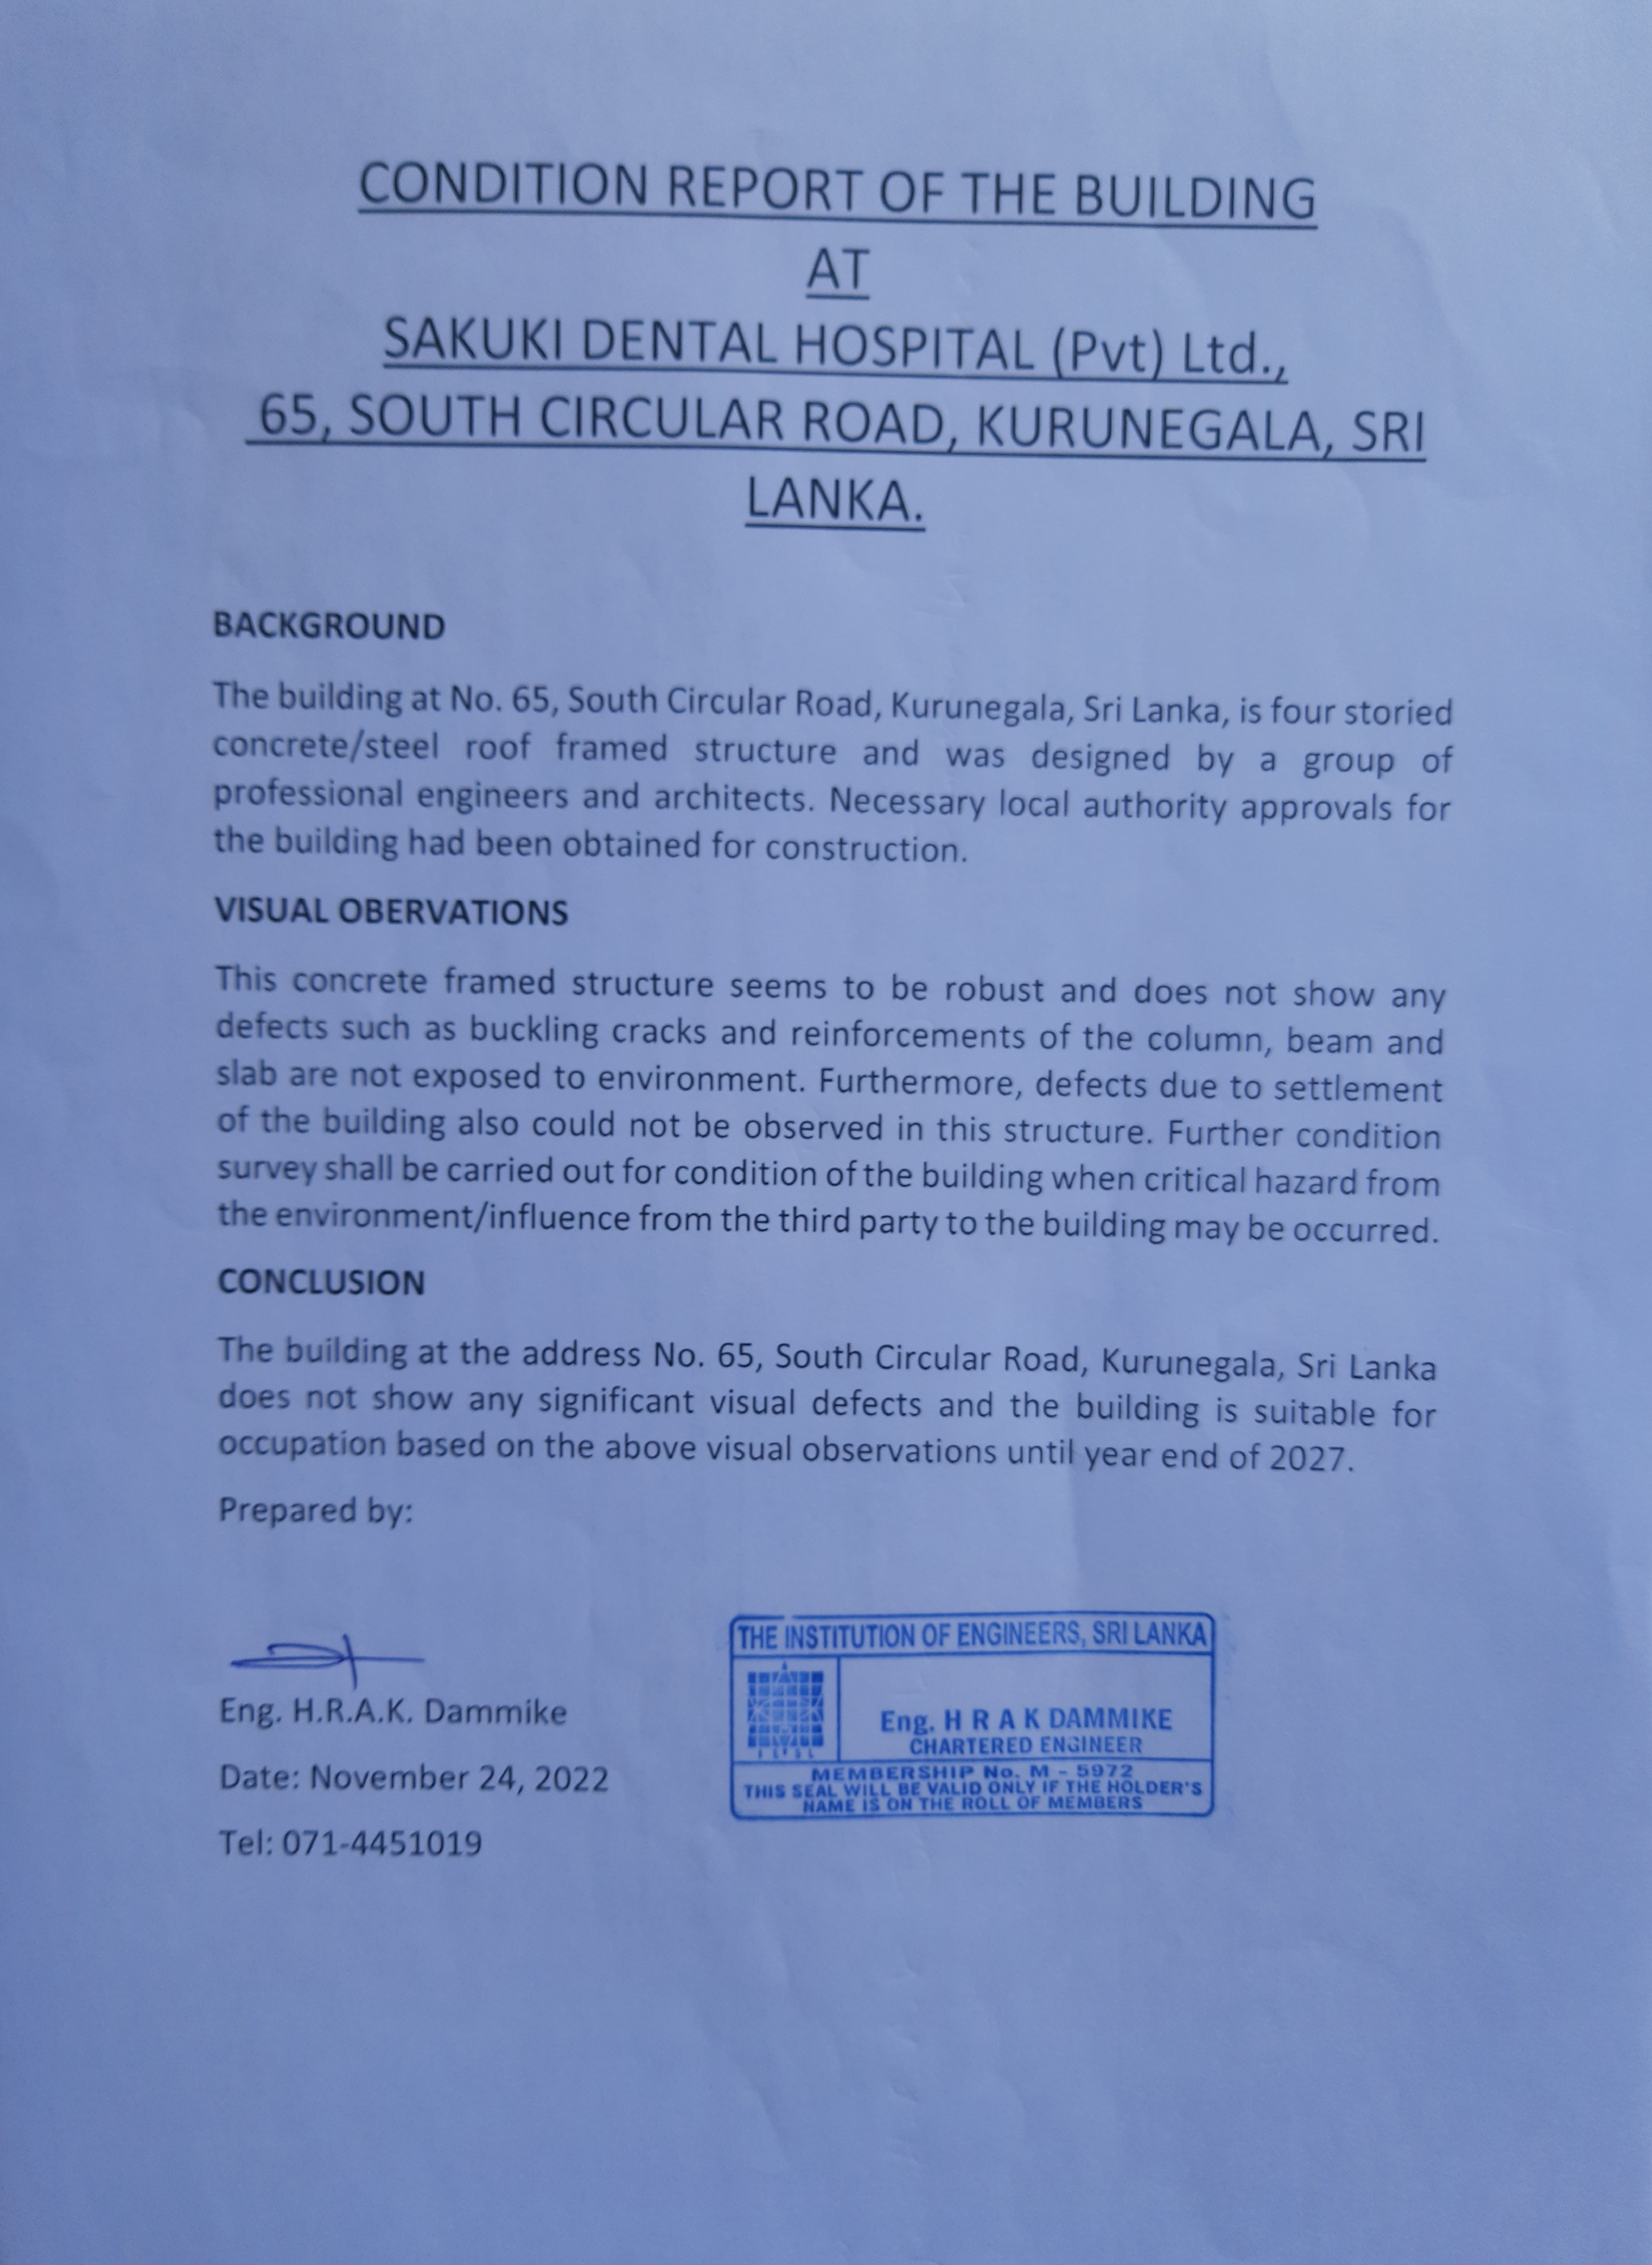 CONDITION REPORT OF THE BUILDING
AT
SAKUKI DENTAL HOSPITAL (Pvt) Ltd.,
65, SOUTH CIRCULAR ROAD, KURUNEGALA, SRI
LANKA.
BACKGROUND
The building at No. 65, South Circular Road, Kurunegala, Sri Lanka, is four storied
concrete/steel roof framed structure and was designed by a group of
professional engineers and architects. Necessary local authority approvals for
the building had been obtained for construction.
VISUAL OBERVATIONS
This concrete framed structure seems to be robust and does not show any
defects such as buckling cracks and reinforcements of the column, beam and
slab are not exposed to environment. Furthermore, defects due to settlement
of the building also could not be observed in this structure. Further condition
survey shall be carried out for condition of the building when critical hazard from
the environment/influence from the third party to the building may be occurred.
CONCLUSION
The building at the address No. 65, South Circular Road, Kurunegala, Sri Lanka
does not show any significant visual defects and the building is suitable for
occupation based on the above visual observations until year end of 2027.
Prepared by:
Eng. H.R.A.K. Dammike
Date: November 24, 2022
Tel: 071-4451019
THE INSTITUTION OF ENGINEERS, SRI LANKA
Eng. H R A K DAMMIKE
CHARTERED ENGINEER
MEMBERSHIP No. M - 5972
THIS SEAL WILL BE VALID ONLY IF THE HOLDER'S
NAME IS ON THE ROLL OF MEMBERS